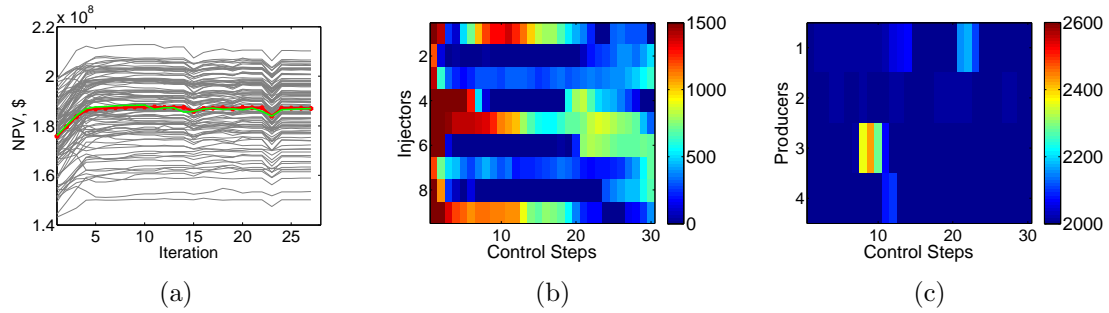 x 10^8
2.2
2
1.8
1.6
1.4
NPV, $
5 10 15 20 25
Iteration
(a)
2
4
6
8
Injectors
10 20 30
Control Steps
1500
1000
500
0
(b)
1
2
3
4
Producers
10 20 30
Control Steps
2600
2400
2200
2000
(c)